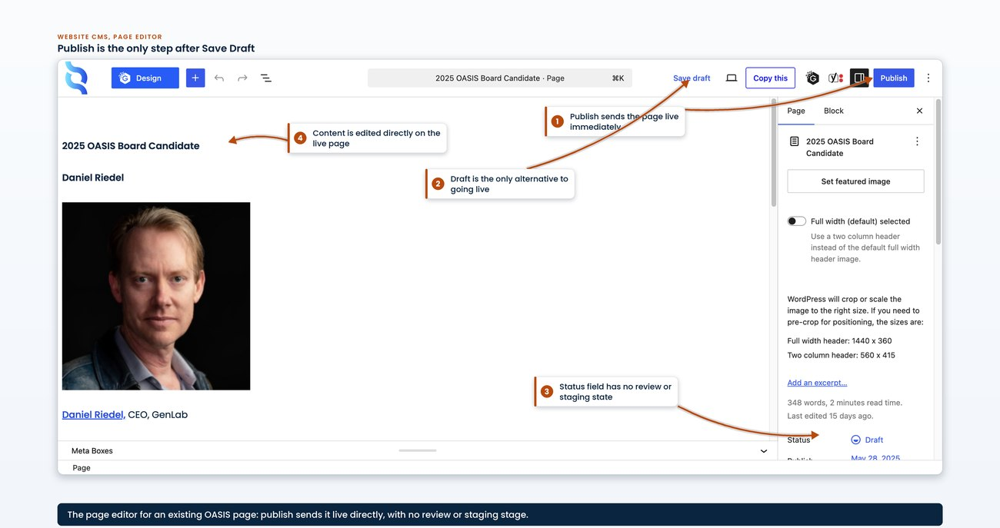 WEBSITE CMS, PAGE EDITOR
Publish is the only step after Save Draft
Design
2025 OASIS Board Candidate · Page
⌘K
Save draft
Copy this
Publish
1
Publish sends the page live
immediately
Page
Block
4
Content is edited directly on the
live page
2025 OASIS Board Candidate
2025 OASIS Board
Candidate
Daniel Riedel
2
Draft is the only alternative to
going live
Set featured image
Full width (default) selected
Use a two column header
instead of the default full width
header image.
WordPress will crop or scale the
image to the right size. If you need to
pre-crop for positioning, the sizes are:
Full width header: 1440 x 360
Two column header: 560 x 415
3
Status field has no review or
staging state
Add an excerpt...
348 words, 2 minutes read time.
Last edited 15 days ago.
Daniel Riedel, CEO, GenLab
Status
Draft
Publish
May 28, 2025
Meta Boxes
Page
The page editor for an existing OASIS page: publish sends it live directly, with no review or staging stage.